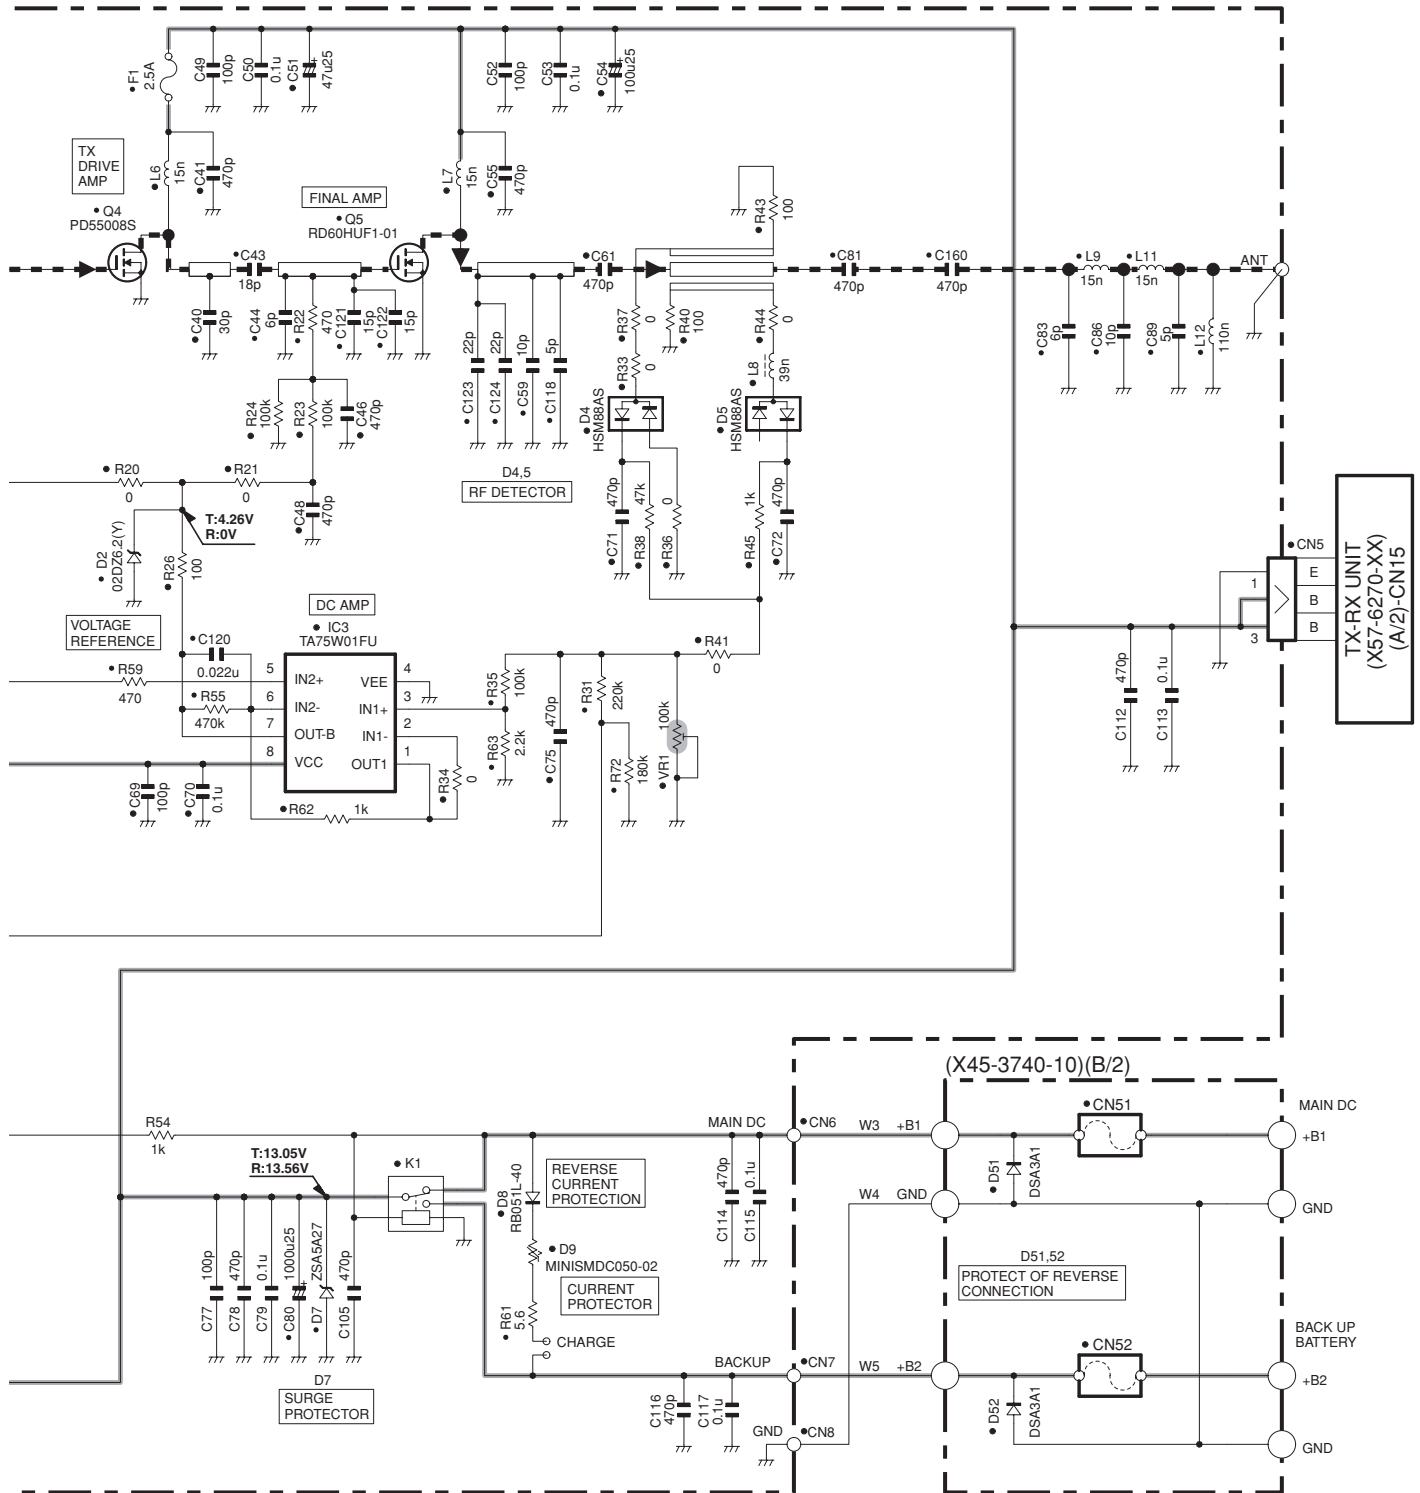 F1
2.5A
C49
100p
C50
0.1u
C51
47u25
C52
100p
C53
0.1u
C54
100u25
TX
DRIVE
AMP
L6
15n
C41
470p
FINAL AMP
L7
15n
C55
470p
R43
100
Q4
PD55008S
Q5
RD60HUF1-01
C43
18p
C61
470p
C81
470p
C160
470p
L9
15n
L11
15n
ANT
C40
30p
C44
6p
R22
470
C121
15p
C122
15p
C123
22p
C124
22p
C59
10p
C118
5p
R37
0
R40
100
R44
0
R33
0
L8
39n
C83
6p
C86
10p
C89
5p
L12
110n
R24
100k
R23
100k
C46
470p
D4
HSM88AS
D5
HSM88AS
D4,5
RF DETECTOR
R20
0
R21
0
C48
470p
T:4.26V
R:0V
D2
02DZ6.2(Y)
R26
100
C71
470p
R38
47k
R36
0
R45
1k
C72
470p
CN5
1
E
B
3
B
TX-RX UNIT
(X57-6270-XX)
(A/2)-CN15
VOLTAGE
REFERENCE
DC AMP
IC3
TA75W01FU
C120
0.022u
R59
470
R55
470k
5
IN2+
6
IN2-
7
OUT-B
8
VCC
4
VEE
3
IN1+
2
IN1-
1
OUT1
R35
100k
R63
2.2k
R34
0
R62
1k
C69
100p
C70
0.1u
C75
470p
R31
220k
R72
180k
VR1
100k
R41
0
C112
470p
C113
0.1u
(X45-3740-10)(B/2)
R54
1k
T:13.05V
R:13.56V
K1
MAIN DC
CN6
W3
+B1
CN51
MAIN DC
+B1
REVERSE
CURRENT
PROTECTION
D8
RB051L-40
C114
470p
C115
0.1u
W4
GND
D51
DSA3A1
GND
C77
100p
C78
470p
C79
0.1u
C80
1000u25
D7
ZSA5A27
C105
470p
D9
MINISMDC050-02
CURRENT
PROTECTOR
R61
5.6
CHARGE
D51,52
PROTECT OF REVERSE
CONNECTION
D7
SURGE
PROTECTOR
BACKUP
CN7
W5
+B2
CN52
BACK UP
BATTERY
+B2
C116
470p
C117
0.1u
D52
DSA3A1
GND
CN8
GND